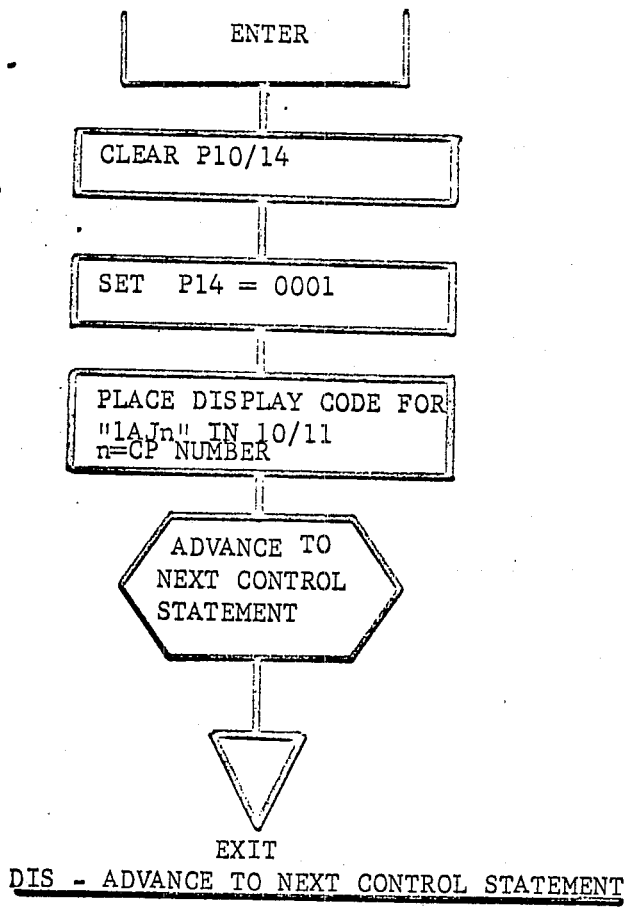 ENTER
CLEAR P10/14
SET P14 = 0001
PLACE DISPLAY CODE FOR
"1AJn" IN 10/11
n=CP NUMBER
ADVANCE TO
NEXT CONTROL
STATEMENT
EXIT
DIS - ADVANCE TO NEXT CONTROL STATEMENT